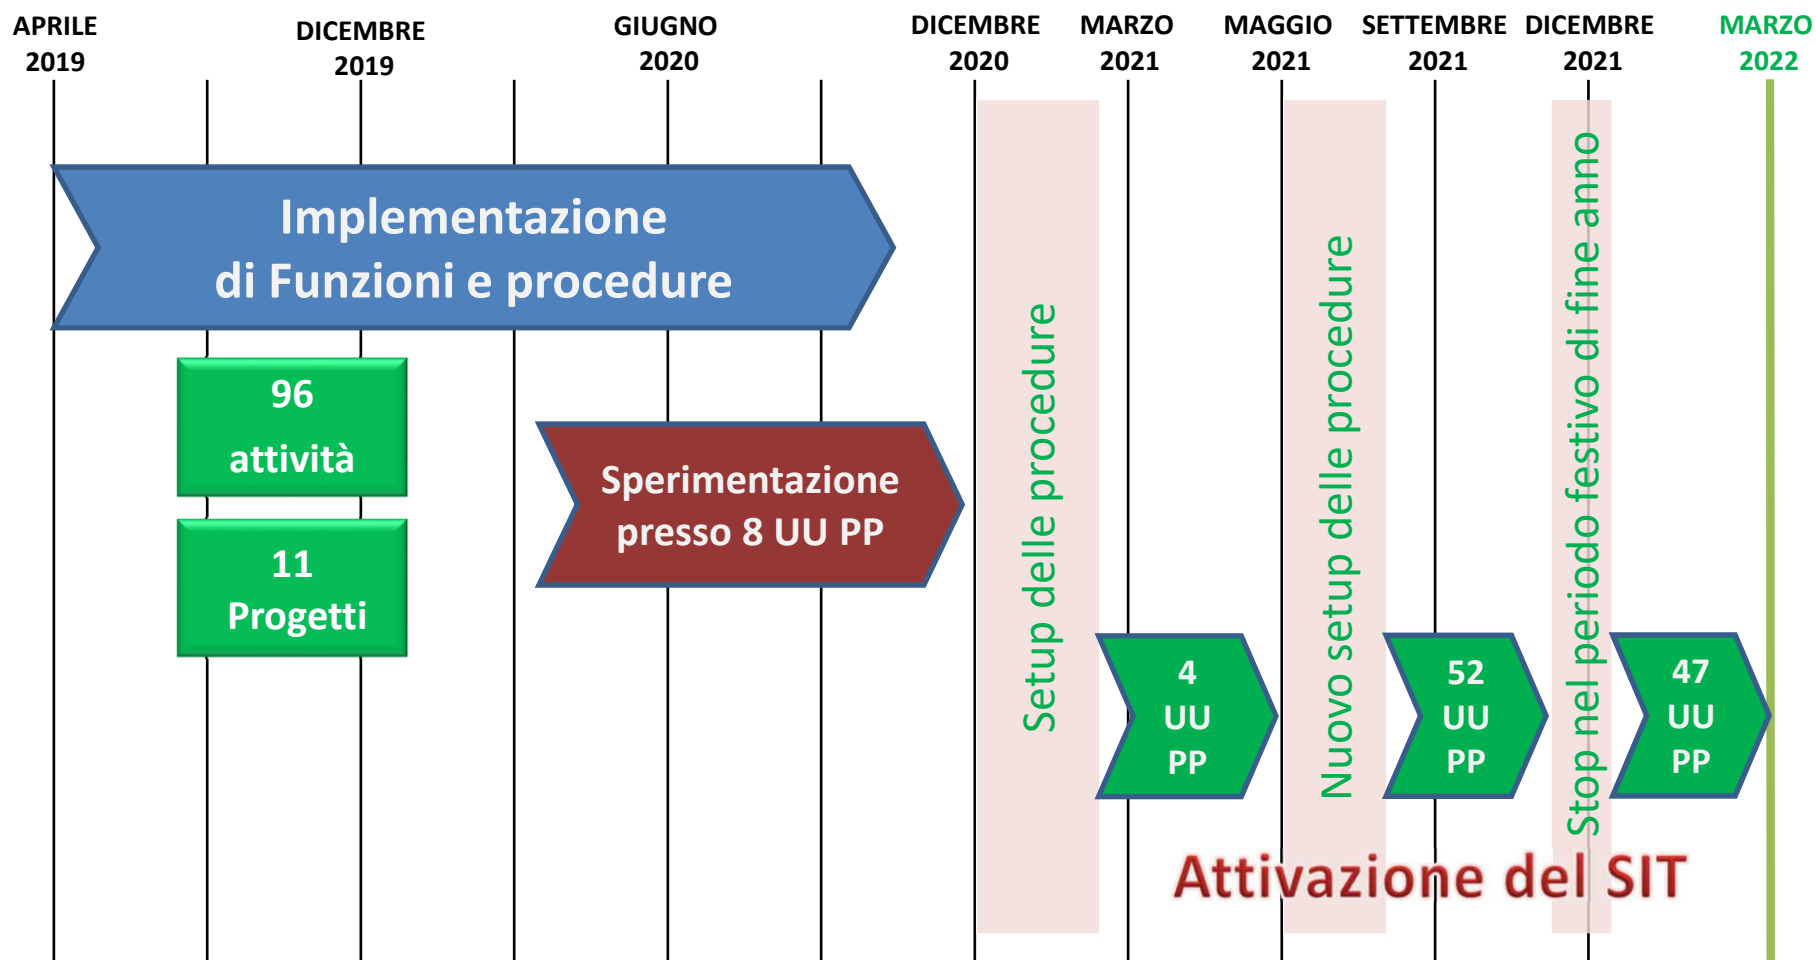 APRILE
2019
DICEMBRE
2019
GIUGNO
2020
DICEMBRE
2020
MARZO
2021
MAGGIO
2021
SETTEMBRE
2021
DICEMBRE
2021
MARZO
2022
Implementazione
di Funzioni e procedure
96
attività
11
Progetti
Sperimentazione
presso 8 UU PP
Setup delle procedure
4
UU
PP
Nuovo setup delle procedure
52
UU
PP
Stop nel periodo festivo di fine anno
47
UU
PP
Attivazione del SIT